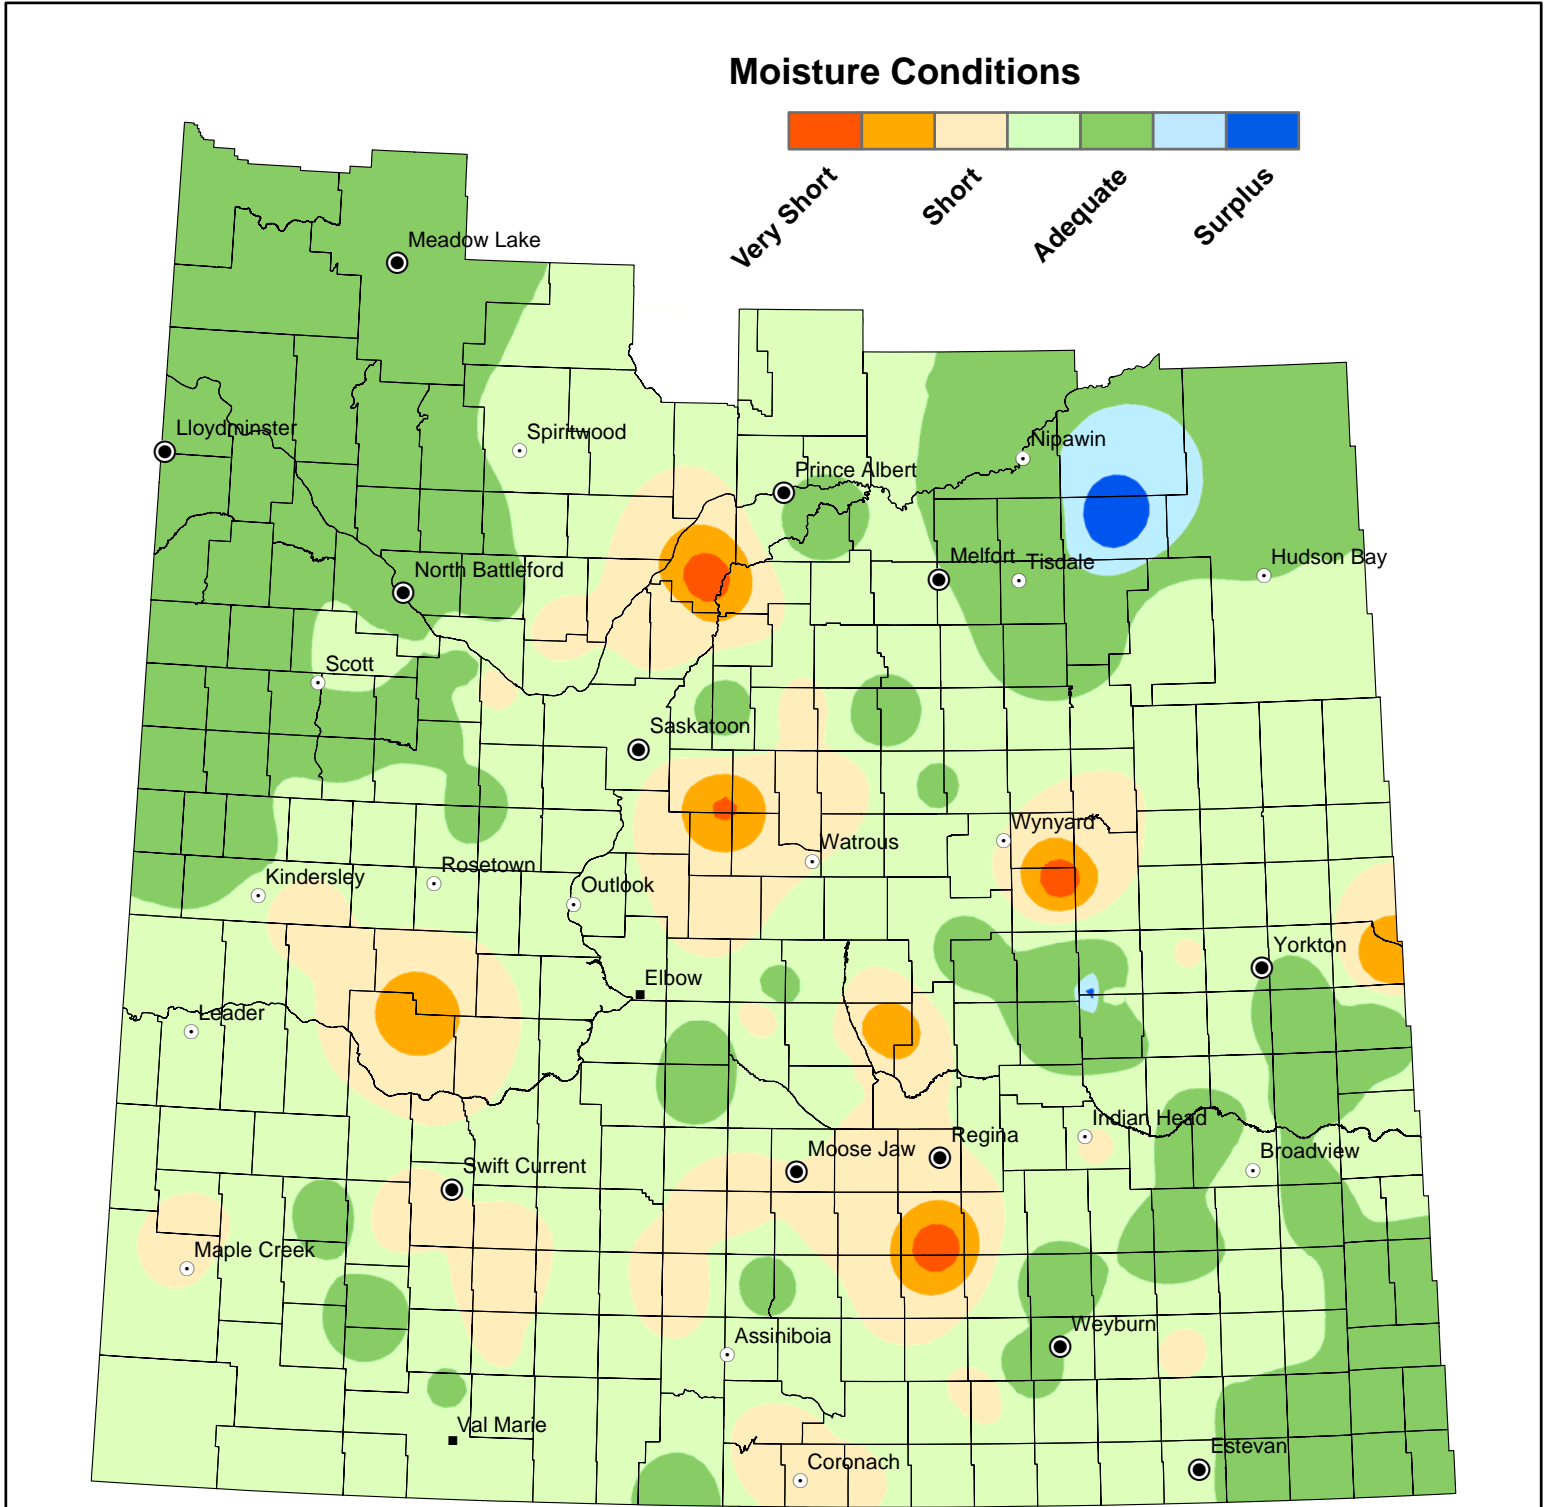 Moisture Conditions
Very Short
Short
Adequate
Surplus
Meadow Lake
Lloydminster
Spiritwood
Nipawin
Prince Albert
Melfort
Tisdale
Hudson Bay
North Battleford
Scott
Saskatoon
Wynyard
Watrous
Rosetown
Kindersley
Outlook
Yorkton
Elbow
Leader
Indian Head
Regina
Moose Jaw
Broadview
Swift Current
Maple Creek
Weyburn
Assiniboia
Val Marie
Estevan
Coronach